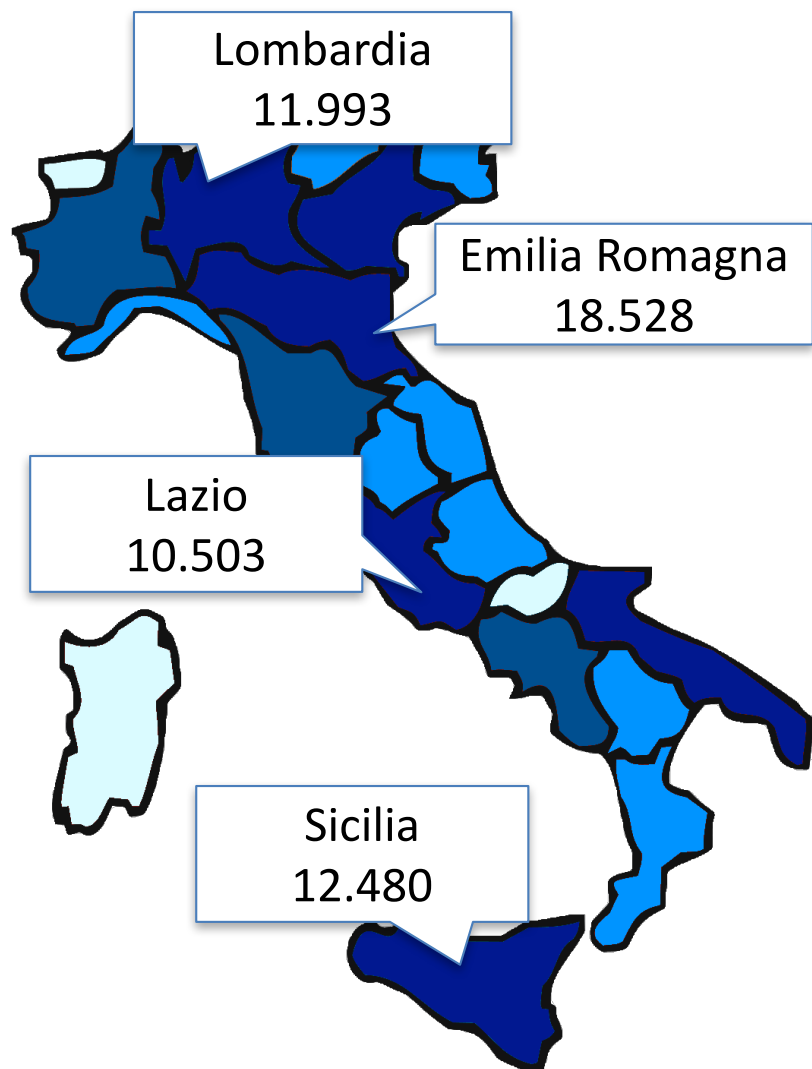 Lombardia
11.993
Emilia Romagna
18.528
Lazio
10.503
Sicilia
12.480